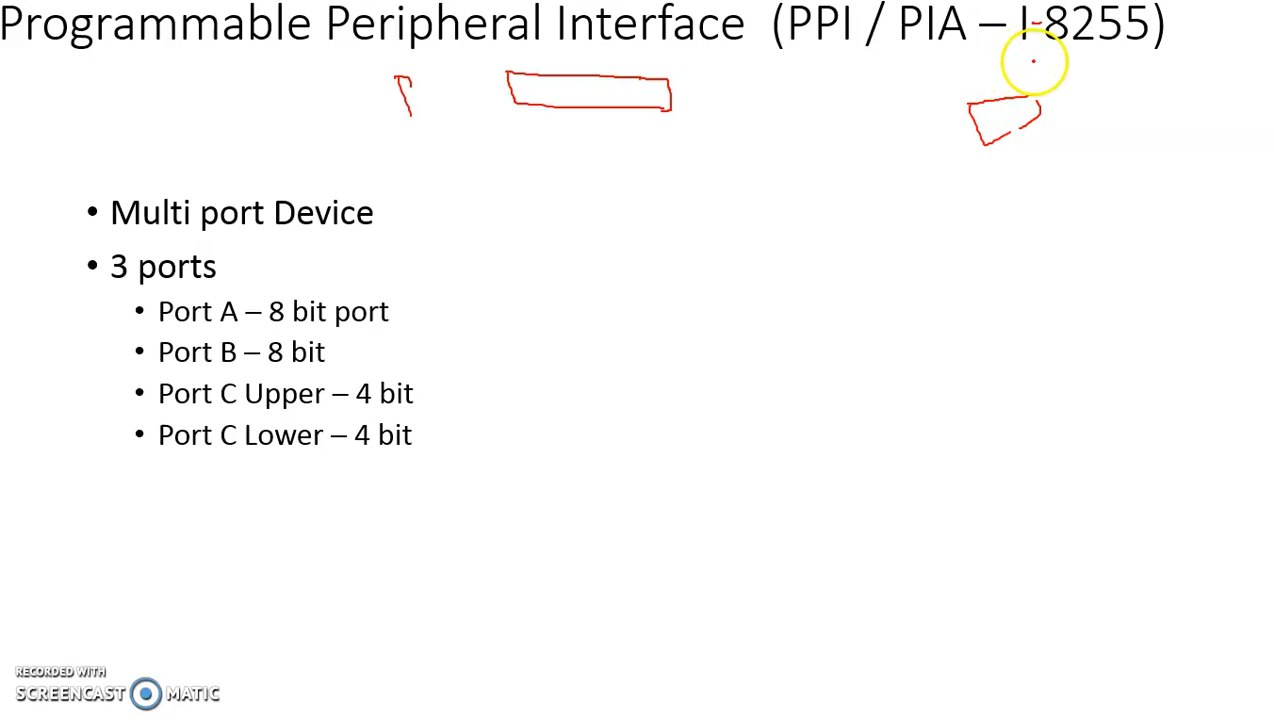 Programmable Peripheral Interface (PPI / PIA – I-8255)
• Multi port Device
• 3 ports
• Port A – 8 bit port
• Port B – 8 bit
• Port C Upper – 4 bit
• Port C Lower – 4 bit
RECORDED WITH
SCREENCAST MATIC